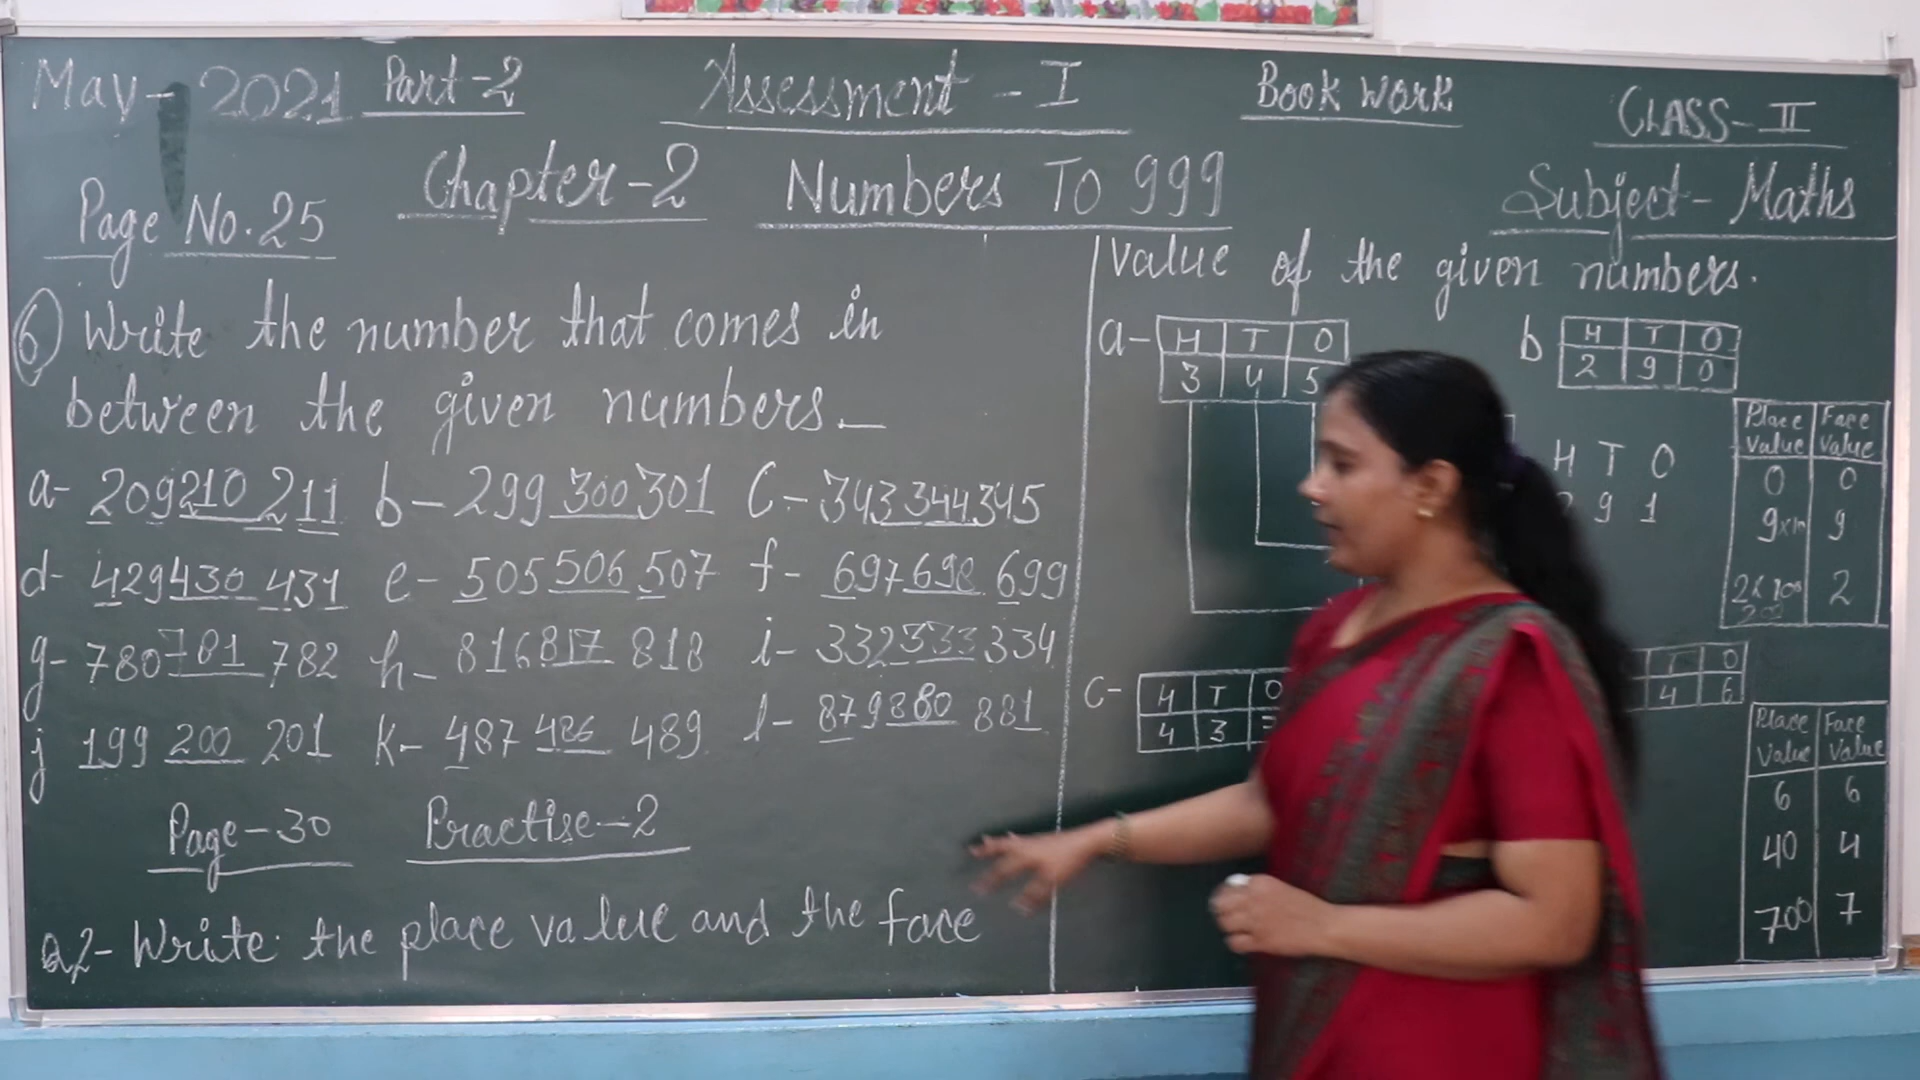 May-2021 Part-2 Assessment-I Book Work CLASS-II
Chapter-2 Numbers To 999 Subject-Maths
Page No.25
6 Write the number that comes in
between the given numbers—
a- 209 210 211 b- 299 300 301 C- 343 344 345
d- 429 430 431 e- 505 506 507 f- 697 698 699
g- 780 781 782 h- 816 817 818 i- 332 333 334
j 199 200 201 K- 487 486 489 l- 879 880 881
Page-30 Practise-2
Q2- Write the place value and the face
value of the given numbers.
a- H T O
3 4 5
b H T O
2 9 0
H T O
9 1
Place Value Face Value
0 0
9
2x100 2
200
C- H T O
4 3
T O
4 6
Place Value Face Value
6 6
40 4
700 7